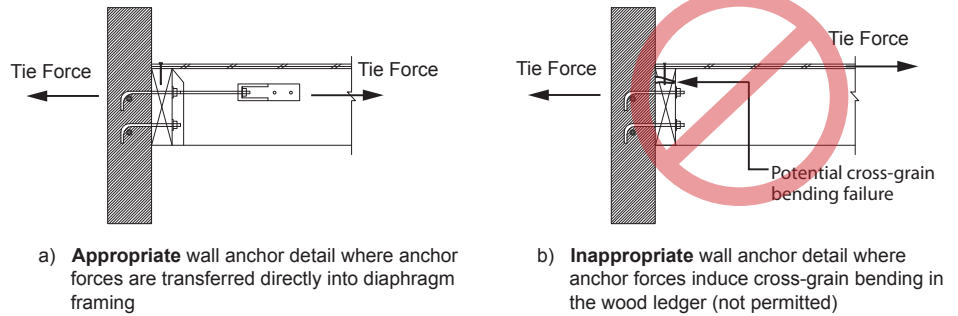 Tie Force
Tie Force
a) Appropriate wall anchor detail where anchor
forces are transferred directly into diaphragm
framing
Tie Force
Tie Force
Potential cross-grain
bending failure
b) Inappropriate wall anchor detail where
anchor forces induce cross-grain bending in
the wood ledger (not permitted)